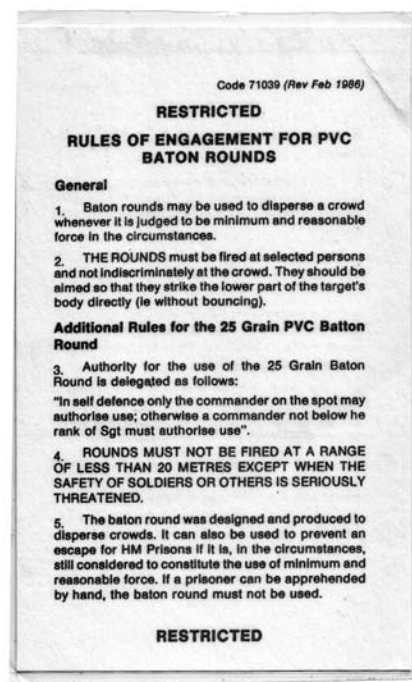 Code 71039 (Rev Feb 1986)
RESTRICTED
RULES OF ENGAGEMENT FOR PVC
BATON ROUNDS
General
1. Baton rounds may be used to disperse a crowd
whenever it is judged to be minimum and reasonable
force in the circumstances.
2. THE ROUNDS must be fired at selected persons
and not indiscriminately at the crowd. They should be
aimed so that they strike the lower part of the target's
body directly (ie without bouncing).
Additional Rules for the 25 Grain PVC Batton
Round
3. Authority for the use of the 25 Grain Baton
Round is delegated as follows:
"In self defence only the commander on the spot may
authorise use; otherwise a commander not below he
rank of Sgt must authorise use".
4. ROUNDS MUST NOT BE FIRED AT A RANGE
OF LESS THAN 20 METRES EXCEPT WHEN THE
SAFETY OF SOLDIERS OR OTHERS IS SERIOUSLY
THREATENED.
5. The baton round was designed and produced to
disperse crowds. It can also be used to prevent an
escape for HM Prisons if it is, in the circumstances,
still considered to constitute the use of minimum and
reasonable force. If a prisoner can be apprehended
by hand, the baton round must not be used.
RESTRICTED